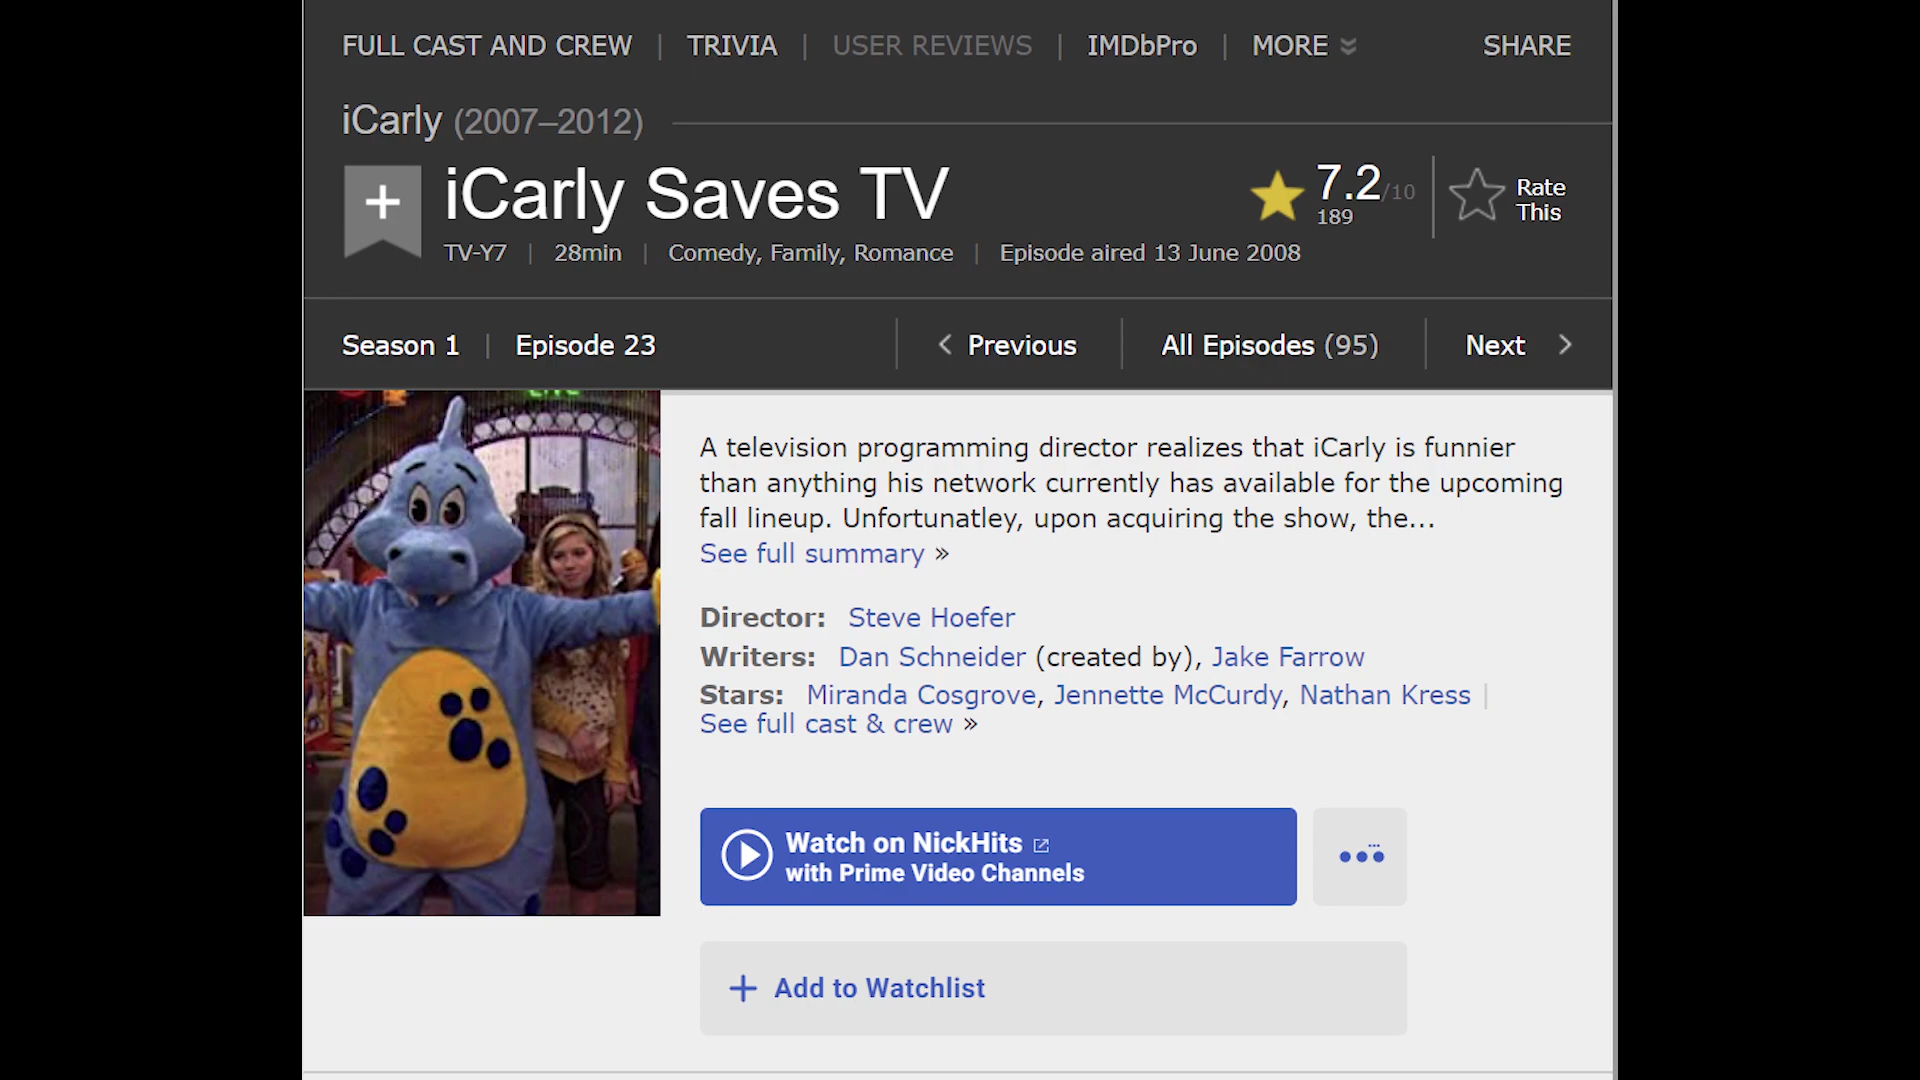 FULL CAST AND CREW | TRIVIA | USER REVIEWS | IMDbPro | MORE SHARE
iCarly (2007–2012)
iCarly Saves TV
7.2/10
189
Rate
This
TV-Y7 | 28min | Comedy, Family, Romance | Episode aired 13 June 2008
Season 1 | Episode 23 Previous All Episodes (95) Next
LIVE
A television programming director realizes that iCarly is funnier
than anything his network currently has available for the upcoming
fall lineup. Unfortunatley, upon acquiring the show, the...
See full summary »
Director: Steve Hoefer
Writers: Dan Schneider (created by), Jake Farrow
Stars: Miranda Cosgrove, Jennette McCurdy, Nathan Kress |
See full cast & crew »
Watch on NickHits
with Prime Video Channels
Add to Watchlist